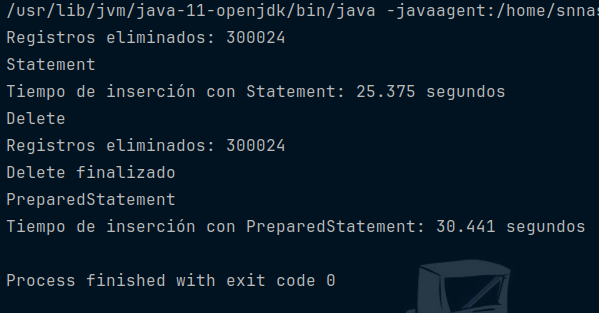 /usr/lib/jvm/java-11-openjdk/bin/java -javaagent:/home/snnas
Registros eliminados: 300024
Statement
Tiempo de inserción con Statement: 25.375 segundos
Delete
Registros eliminados: 300024
Delete finalizado
PreparedStatement
Tiempo de inserción con PreparedStatement: 30.441 segundos
Process finished with exit code 0